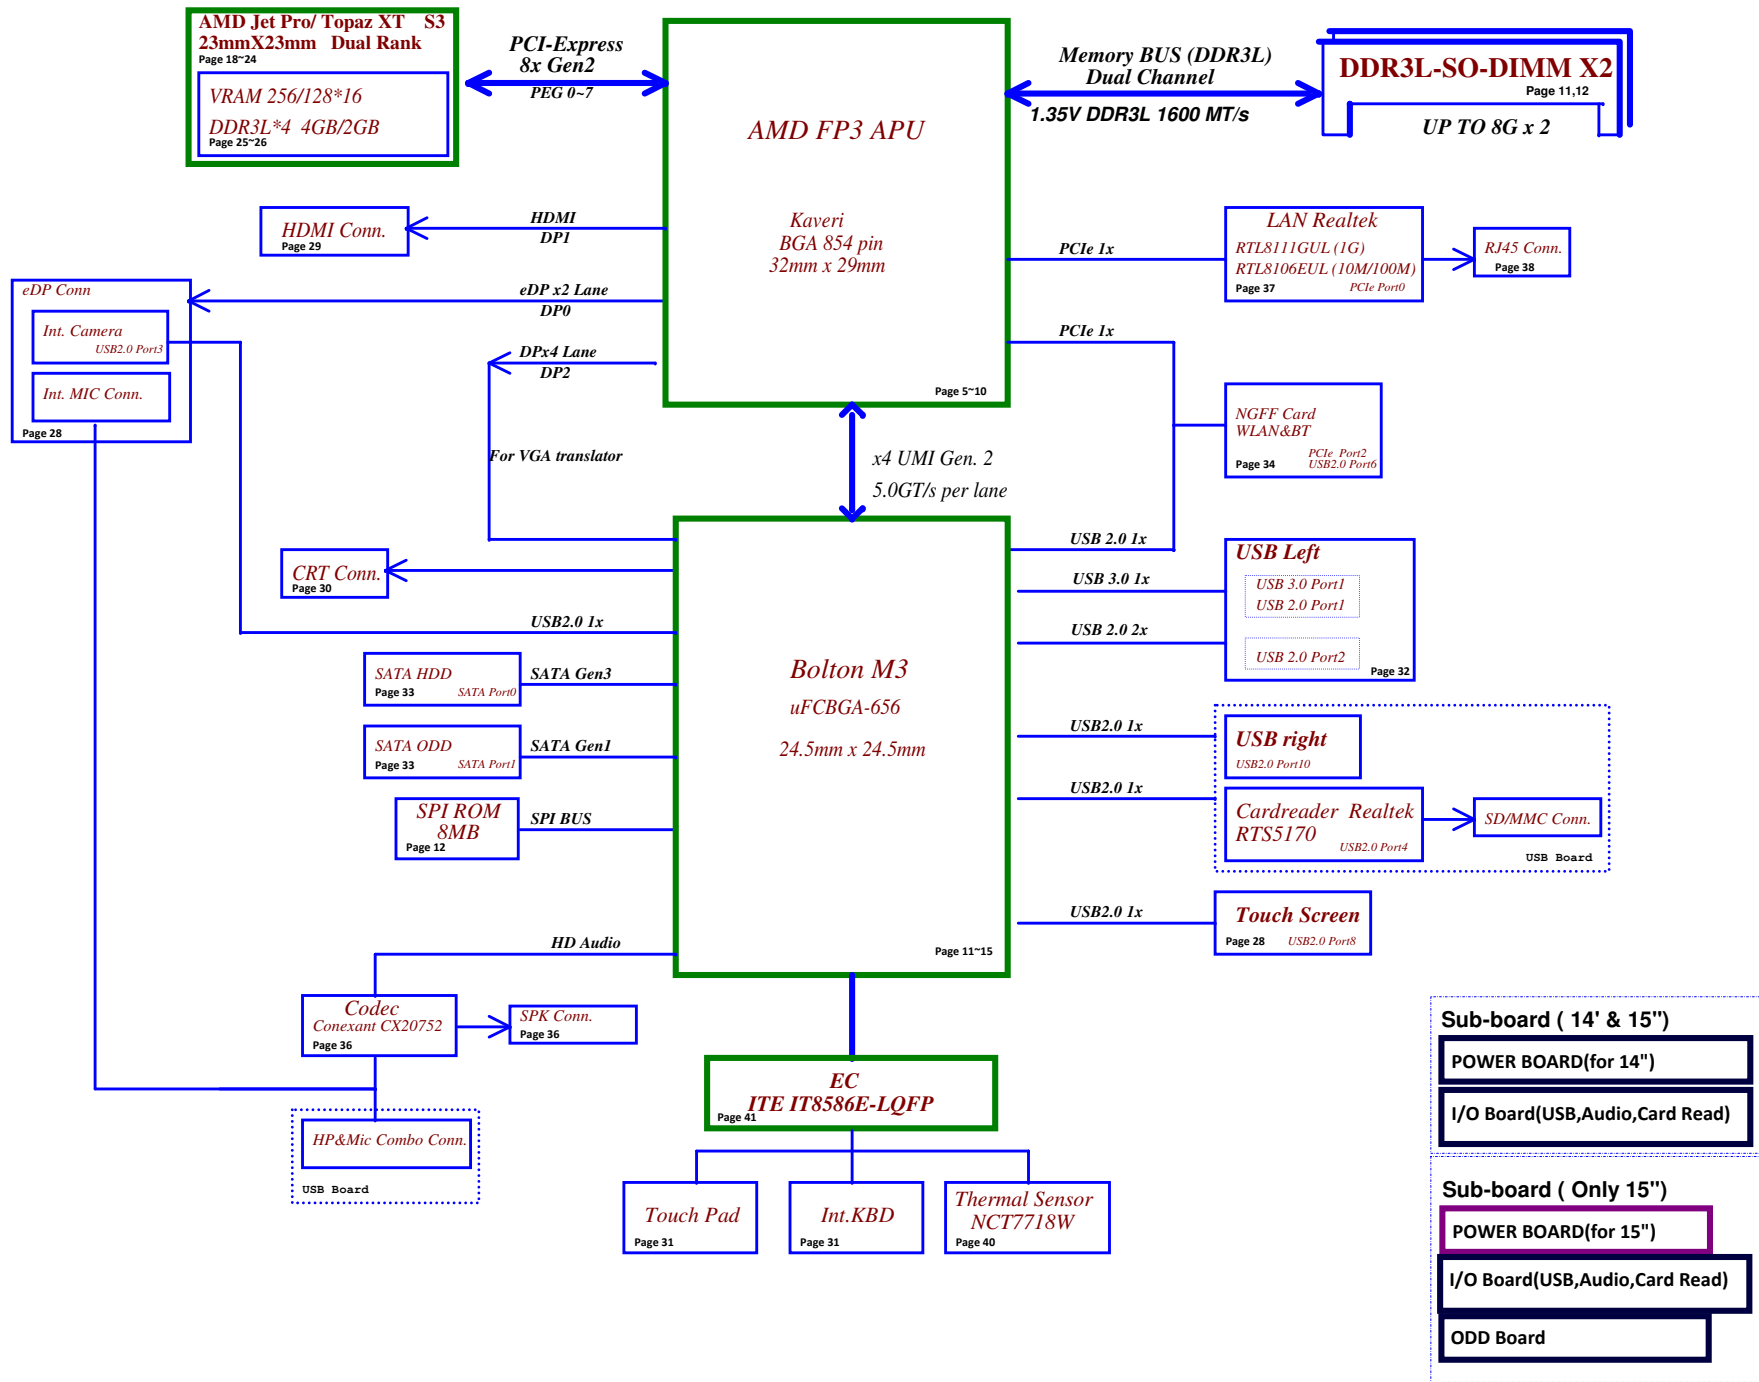 AMD Jet Pro/ Topaz XT S3
23mmX23mm Dual Rank
Page 18~24
VRAM 256/128*16
DDR3L*4 4GB/2GB
Page 25~26
PCI-Express
8x Gen2
PEG 0~7
AMD FP3 APU
Kaveri
BGA 854 pin
32mm x 29mm
Page 5~10
Memory BUS (DDR3L)
Dual Channel
1.35V DDR3L 1600 MT/s
DDR3L-SO-DIMM X2
Page 11,12
UP TO 8G x 2
HDMI Conn.
Page 29
HDMI
DP1
eDP Conn
Int. Camera
USB2.0 Port3
Int. MIC Conn.
Page 28
eDP x2 Lane
DP0
DPx4 Lane
DP2
For VGA translator
PCIe 1x
LAN Realtek
RTL8111GUL (1G)
RTL8106EUL (10M/100M)
Page 37 PCIe Port0
RJ45 Conn.
Page 38
PCIe 1x
NGFF Card
WLAN&BT
PCIe Port2
Page 34 USB2.0 Port6
x4 UMI Gen. 2
5.0GT/s per lane
CRT Conn.
Page 30
USB2.0 1x
SATA HDD
Page 33 SATA Port0
SATA Gen3
SATA ODD
Page 33 SATA Port1
SATA Gen1
SPI ROM
8MB
Page 12
SPI BUS
HD Audio
Bolton M3
uFCBGA-656
24.5mm x 24.5mm
Page 11~15
USB 2.0 1x
USB 3.0 1x
USB 2.0 2x
USB Left
USB 3.0 Port1
USB 2.0 Port1
USB 2.0 Port2
Page 32
USB2.0 1x
USB right
USB2.0 Port10
USB2.0 1x
Cardreader Realtek
RTS5170
USB2.0 Port4
SD/MMC Conn.
USB Board
USB2.0 1x
Touch Screen
Page 28 USB2.0 Port8
Codec
Conexant CX20752
Page 36
SPK Conn.
Page 36
HP&Mic Combo Conn.
USB Board
EC
ITE IT8586E-LQFP
Page 41
Touch Pad
Page 31
Int.KBD
Page 31
Thermal Sensor
NCT7718W
Page 40
Sub-board ( 14' & 15")
POWER BOARD(for 14")
I/O Board(USB,Audio,Card Read)
Sub-board ( Only 15")
POWER BOARD(for 15")
I/O Board(USB,Audio,Card Read)
ODD Board